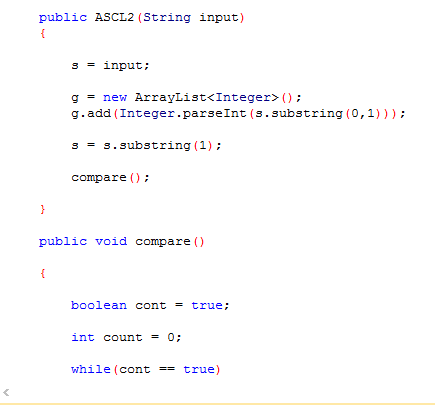 public ASCL2(String input)
{
s = input;
g = new ArrayList<Integer>();
g.add(Integer.parseInt(s.substring(0,1)));
s = s.substring(1);
compare();
}
public void compare()
{
boolean cont = true;
int count = 0;
while(cont == true)